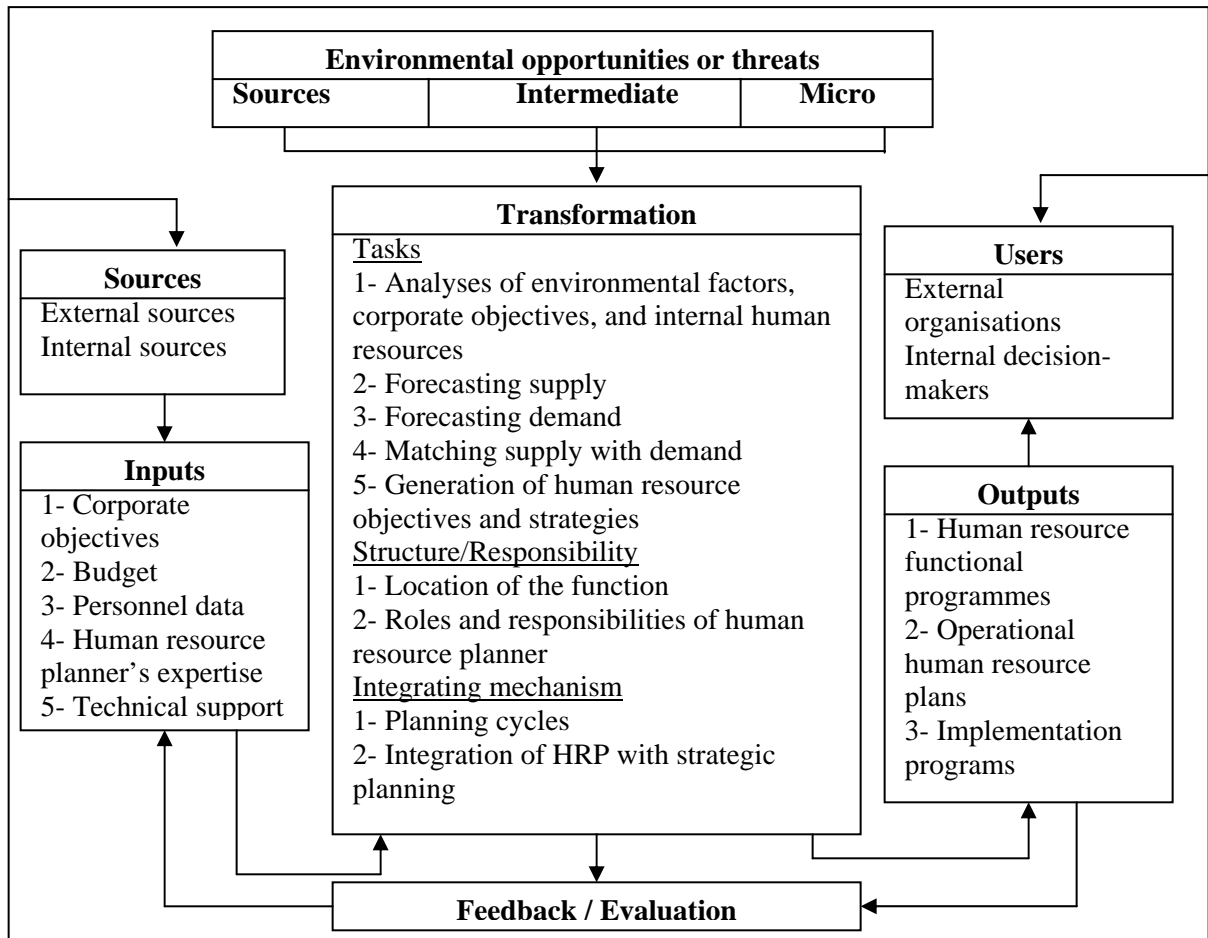 Environmental opportunities or threats
Sources Intermediate Micro
Transformation
Tasks
1- Analyses of environmental factors,
corporate objectives, and internal human
resources
2- Forecasting supply
3- Forecasting demand
4- Matching supply with demand
5- Generation of human resource
objectives and strategies
Structure/Responsibility
1- Location of the function
2- Roles and responsibilities of human
resource planner
Integrating mechanism
1- Planning cycles
2- Integration of HRP with strategic
planning
Sources
External sources
Internal sources
Inputs
1- Corporate
objectives
2- Budget
3- Personnel data
4- Human resource
planner’s expertise
5- Technical support
Users
External
organisations
Internal decision-
makers
Outputs
1- Human resource
functional
programmes
2- Operational
human resource
plans
3- Implementation
programs
Feedback / Evaluation